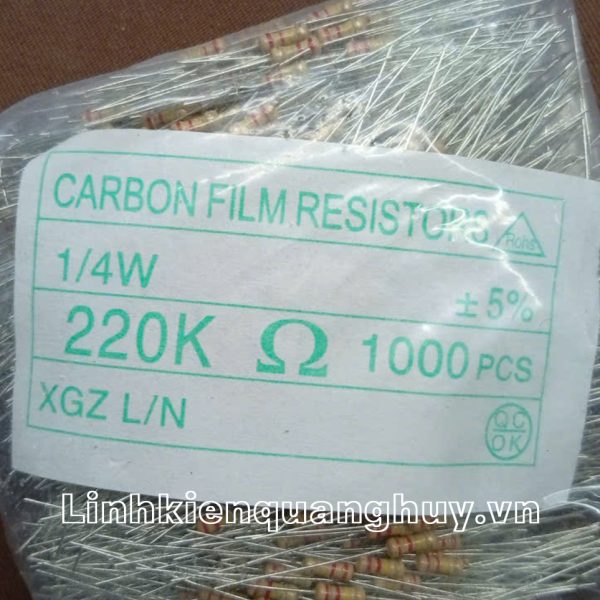 CARBON FILM RESISTORS
Rohs
1/4W
± 5%
220K Ω 1000 PCS
XGZ L/N
QC
OK
Linhkienquanghuy.vn